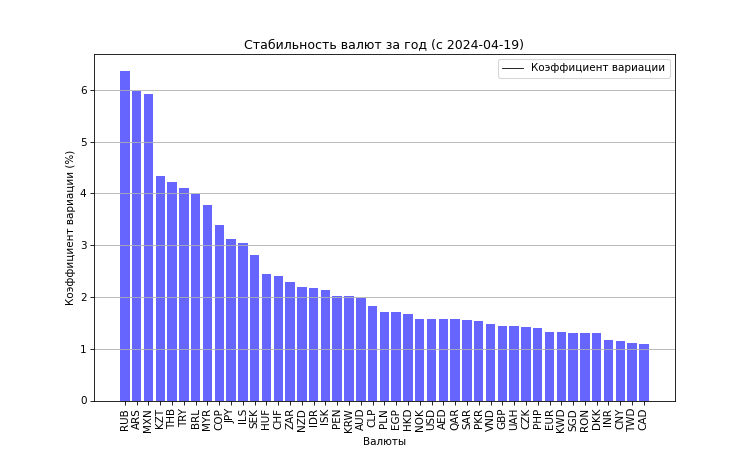 Стабильность валют за год (с 2024-04-19)
Коэффициент вариации
Коэффициент вариации (%)
6
5
4
3
2
1
0
RUB ARS MXN KZT THB TRY BRL MYR COP JPY ILS SEK HUF CHF ZAR NZD IDR ISK PEN KRW AUD CLP PLN EGP HKD NOK USD AED QAR SAR PKR VND GBP UAH CZK PHP EUR KWD SGD RON DKK INR CNY TWD CAD
Валюты